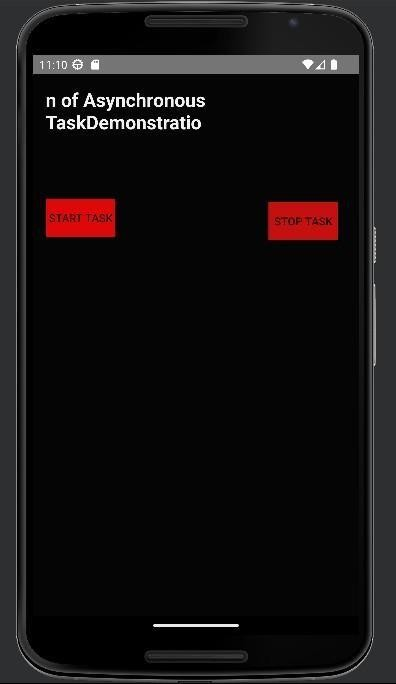 11:10
n of Asynchronous
TaskDemonstratio
START TASK
STOP TASK